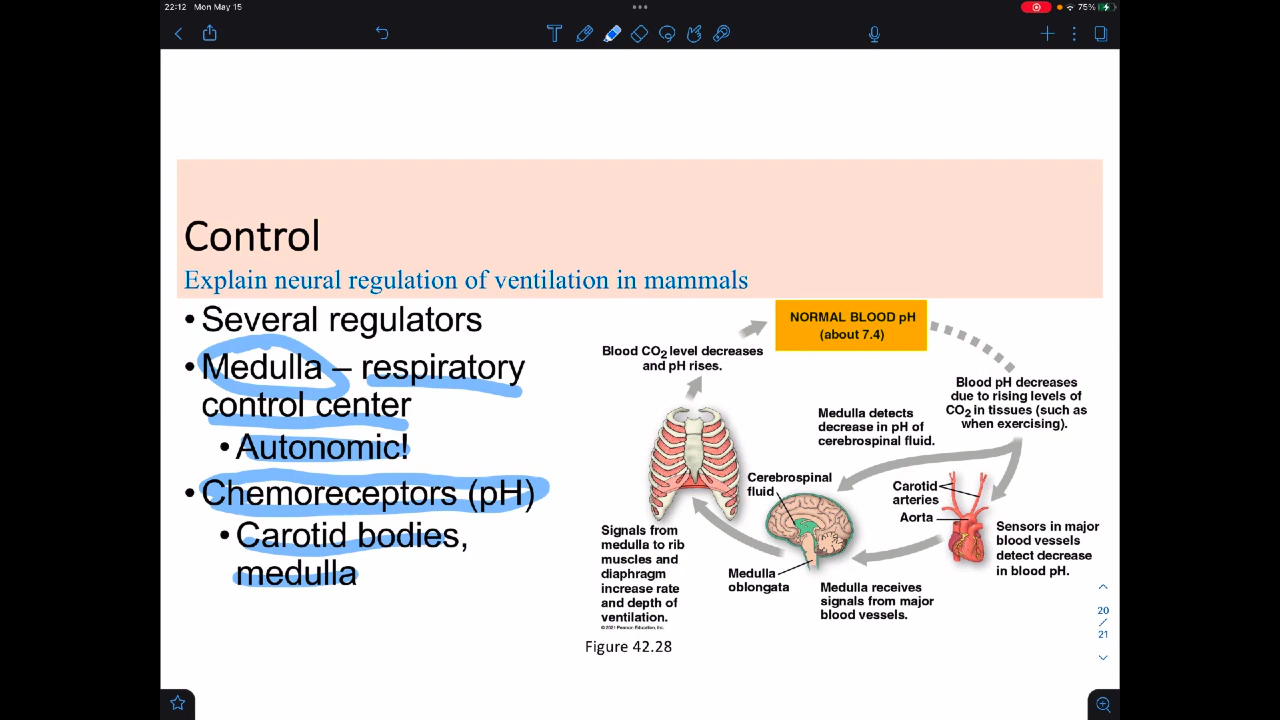 22:12 Mon May 15
75%
Control
Explain neural regulation of ventilation in mammals
• Several regulators
• Medulla – respiratory
control center
• Autonomic!
• Chemoreceptors (pH)
• Carotid bodies,
medulla
NORMAL BLOOD pH
(about 7.4)
Blood pH decreases
due to rising levels of
CO2 in tissues (such as
when exercising).
Medulla detects
decrease in pH of
cerebrospinal fluid.
Carotid
arteries
Aorta
Sensors in major
blood vessels
detect decrease
in blood pH.
Cerebrospinal
fluid
Medulla
oblongata
Medulla receives
signals from major
blood vessels.
Signals from
medulla to rib
muscles and
diaphragm
increase rate
and depth of
ventilation.
© 2021 Pearson Education, Inc.
Blood CO2 level decreases
and pH rises.
Figure 42.28
20
/
21